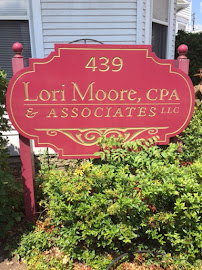 439
Lori Moore, CPA
& ASSOCIATES LLC